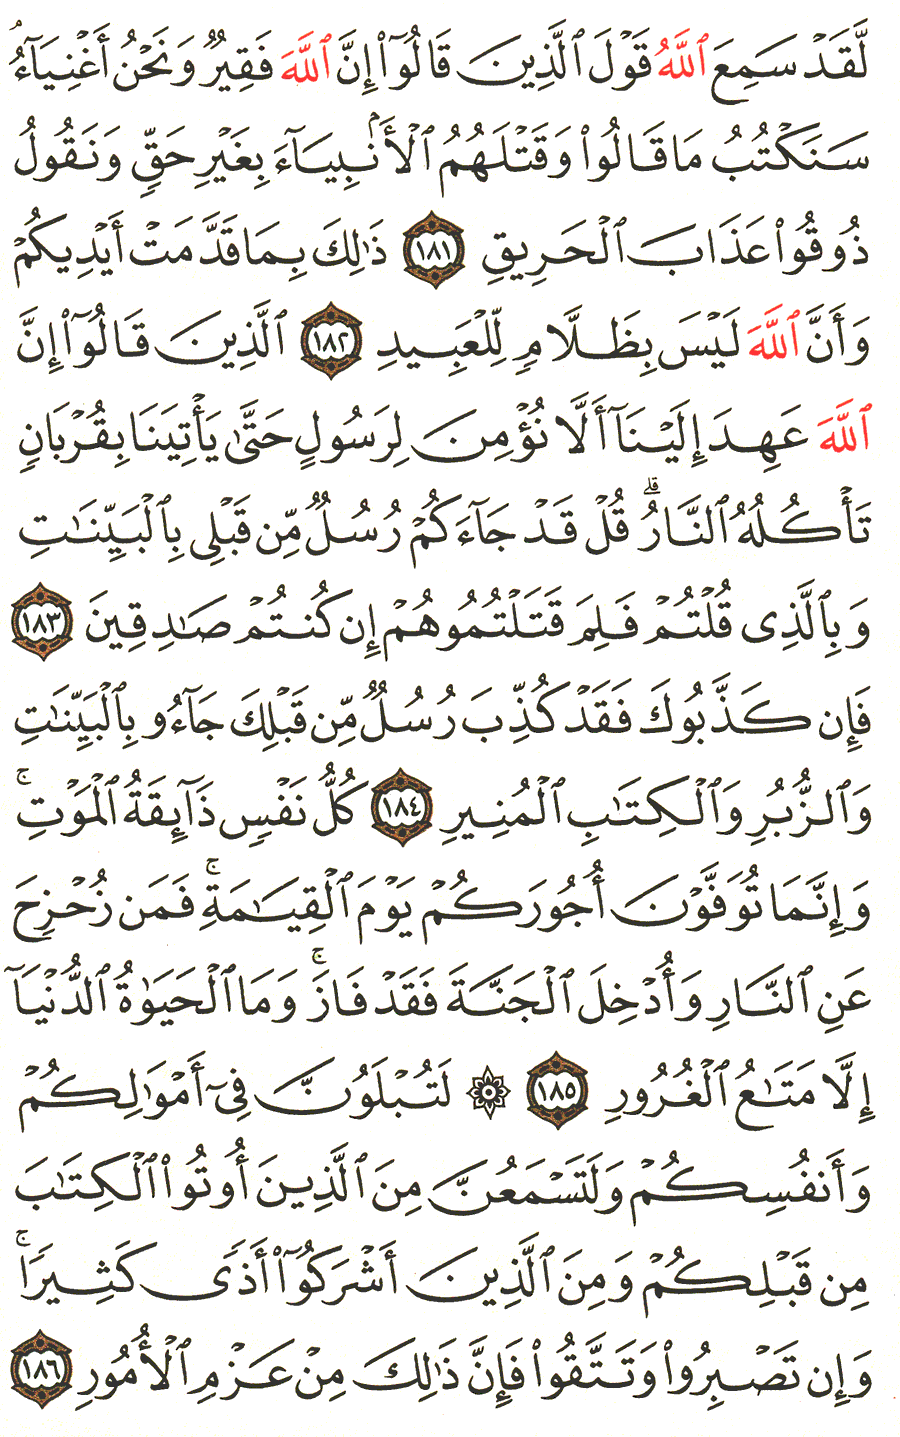 لَّقَدْ سَمِعَ ٱللَّهُ قَوْلَ ٱلَّذِينَ قَالُوٓا۟ إِنَّ ٱللَّهَ فَقِيرٌ وَنَحْنُ أَغْنِيَآءُ ۘ
سَنَكْتُبُ مَا قَالُوا۟ وَقَتْلَهُمُ ٱلْأَنۢبِيَآءَ بِغَيْرِ حَقٍّ وَنَقُولُ
ذُوقُوا۟ عَذَابَ ٱلْحَرِيقِ ١٨١ ذَٰلِكَ بِمَا قَدَّمَتْ أَيْدِيكُمْ
وَأَنَّ ٱللَّهَ لَيْسَ بِظَلَّامٍ لِّلْعَبِيدِ ١٨٢ ٱلَّذِينَ قَالُوٓا۟ إِنَّ
ٱللَّهَ عَهِدَ إِلَيْنَآ أَلَّا نُؤْمِنَ لِرَسُولٍ حَتَّىٰ يَأْتِيَنَا بِقُرْبَانٍ
تَأْكُلُهُ ٱلنَّارُ ۗ قُلْ قَدْ جَآءَكُمْ رُسُلٌ مِّن قَبْلِى بِٱلْبَيِّنَٰتِ
وَبِٱلَّذِى قُلْتُمْ فَلِمَ قَتَلْتُمُوهُمْ إِن كُنتُمْ صَٰدِقِينَ ١٨٣
فَإِن كَذَّبُوكَ فَقَدْ كُذِّبَ رُسُلٌ مِّن قَبْلِكَ جَآءُو بِٱلْبَيِّنَٰتِ
وَٱلزُّبُرِ وَٱلْكِتَٰبِ ٱلْمُنِيرِ ١٨٤ كُلُّ نَفْسٍ ذَآئِقَةُ ٱلْمَوْتِ ۚ
وَإِنَّمَا تُوَفَّوْنَ أُجُورَكُمْ يَوْمَ ٱلْقِيَٰمَةِ ۚ فَمَن زُحْزِحَ
عَنِ ٱلنَّارِ وَأُدْخِلَ ٱلْجَنَّةَ فَقَدْ فَازَ ۚ وَمَا ٱلْحَيَوٰةُ ٱلدُّنْيَآ
إِلَّا مَتَٰعُ ٱلْغُرُورِ ١٨٥ ۞ لَتُبْلَوُنَّ فِىٓ أَمْوَٰلِكُمْ
وَأَنفُسِكُمْ وَلَتَسْمَعُنَّ مِنَ ٱلَّذِينَ أُوتُوا۟ ٱلْكِتَٰبَ
مِن قَبْلِكُمْ وَمِنَ ٱلَّذِينَ أَشْرَكُوٓا۟ أَذًى كَثِيرًا ۚ
وَإِن تَصْبِرُوا۟ وَتَتَّقُوا۟ فَإِنَّ ذَٰلِكَ مِنْ عَزْمِ ٱلْأُمُورِ ١٨٦